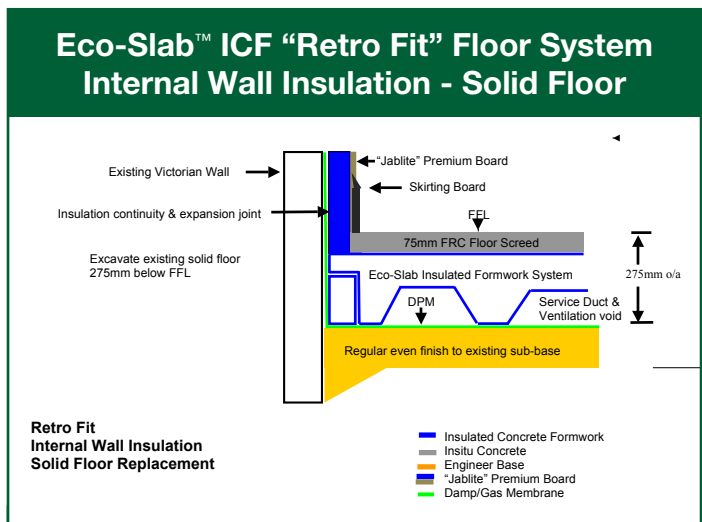 Eco-Slab™ ICF “Retro Fit” Floor System
Internal Wall Insulation - Solid Floor
Existing Victorian Wall
“Jablite” Premium Board
Skirting Board
Insulation continuity & expansion joint
FFL
75mm FRC Floor Screed
Excavate existing solid floor
275mm below FFL
Eco-Slab Insulated Formwork System
275mm o/a
DPM
Service Duct &
Ventilation void
Regular even finish to existing sub-base
Retro Fit
Internal Wall Insulation
Solid Floor Replacement
Insulated Concrete Formwork
Insitu Concrete
Engineer Base
“Jablite” Premium Board
Damp/Gas Membrane